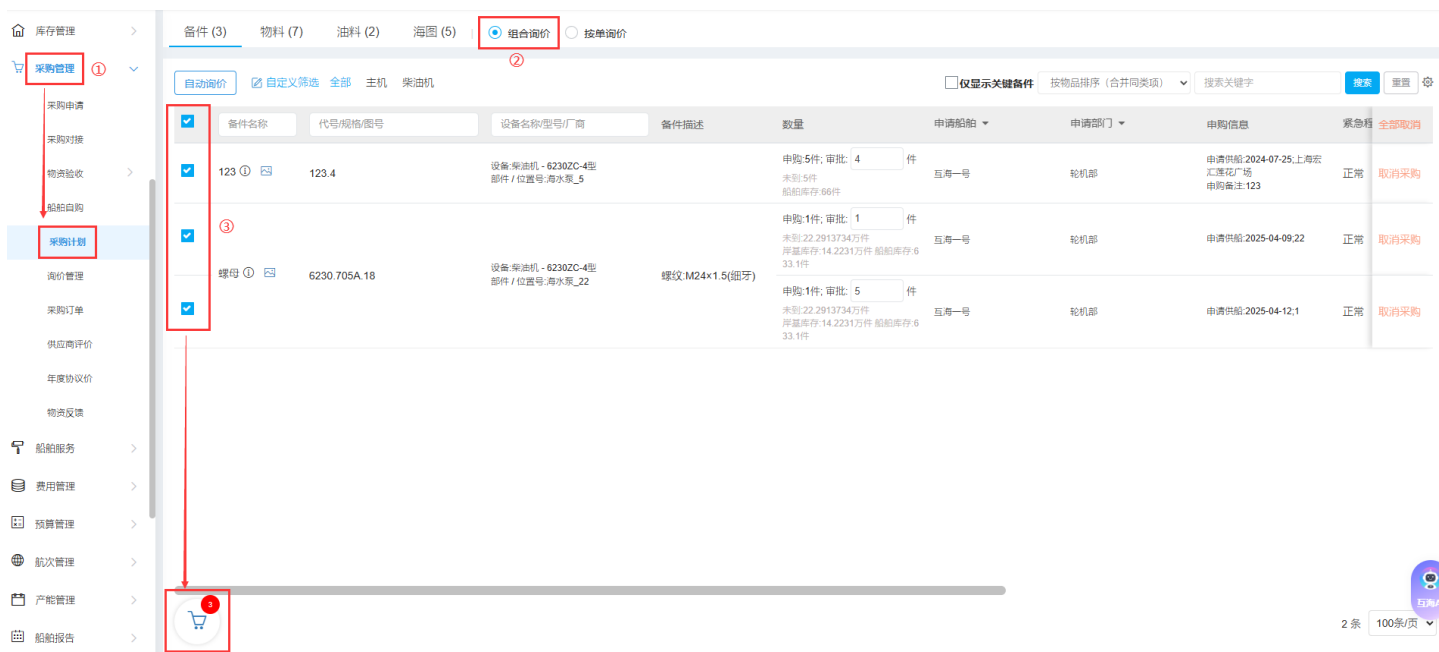 库存管理
采购管理 ①
采购申请
采购对接
物资验收
船舶自购
采购计划
询价管理
采购订单
供应商评价
年度协议价
物资反馈
船舶服务
费用管理
预算管理
航次管理
产能管理
船舶报告
备件 (3) 物料 (7) 油料 (2) 海图 (5) 组合询价 按单询价
②
自动询价 自定义筛选 全部 主机 柴油机 仅显示关键备件 按物品排序（合并同类项） 搜索关键字 搜索 重置
备件名称 代号/规格/图号 设备名称/型号/厂商 备件描述 数量 申请船舶 申请部门 申购信息 紧急程 全部取消
123 123.4
设备:柴油机 - 6230ZC-4型
部件 / 位置号:海水泵_5
申购:5件; 审批: 4 件
未到:5件
船舶库存:66件
互海一号 轮机部
申请供船:2024-07-25;上海宏
汇莲花广场
申购备注:123
正常 取消采购
③
螺母 6230.705A.18
设备:柴油机 - 6230ZC-4型
部件 / 位置号:海水泵_22
螺纹:M24×1.5(细牙)
申购:1件; 审批: 1 件
未到:22.2913734万件
岸基库存:14.2231万件 船舶库存:6
33.1件
互海一号 轮机部 申请供船:2025-04-09;22 正常 取消采购
申购:1件; 审批: 5 件
未到:22.2913734万件
岸基库存:14.2231万件 船舶库存:6
33.1件
互海一号 轮机部 申请供船:2025-04-12;1 正常 取消采购
3
互海
2 条 100条/页